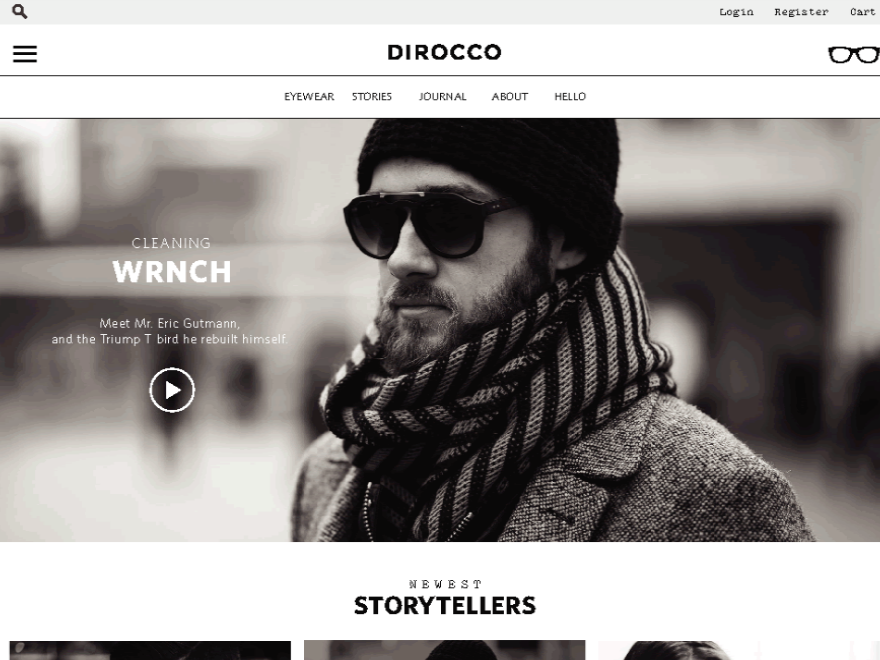 Login Register Cart
DIROCCO
EYEWEAR STORIES JOURNAL ABOUT HELLO
CLEANING
WRNCH
Meet Mr. Eric Gutmann,
and the Triump T bird he rebuilt himself.
NEWEST
STORYTELLERS